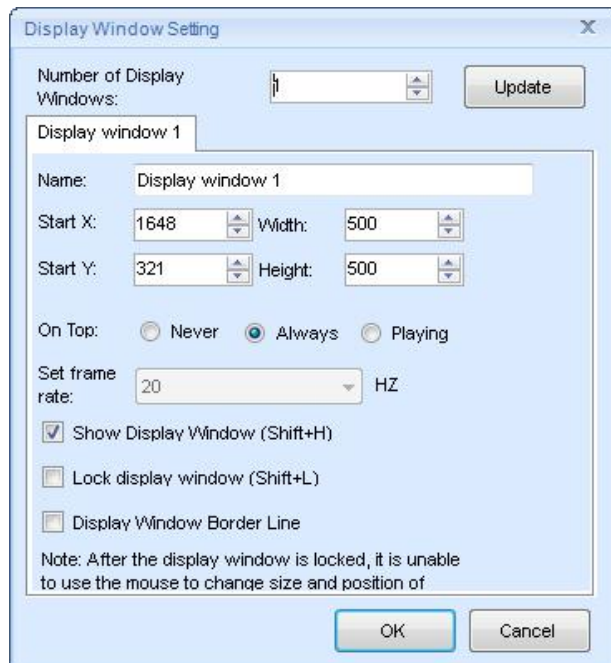 Display Window Setting
Number of Display
Windows:
1
Update
Display window 1
Name: Display window 1
Start X: 1648 Width: 500
Start Y: 321 Height: 500
On Top: Never Always Playing
Set frame
rate: 20 HZ
Show Display Window (Shift+H)
Lock display window (Shift+L)
Display Window Border Line
Note: After the display window is locked, it is unable
to use the mouse to change size and position of
OK Cancel